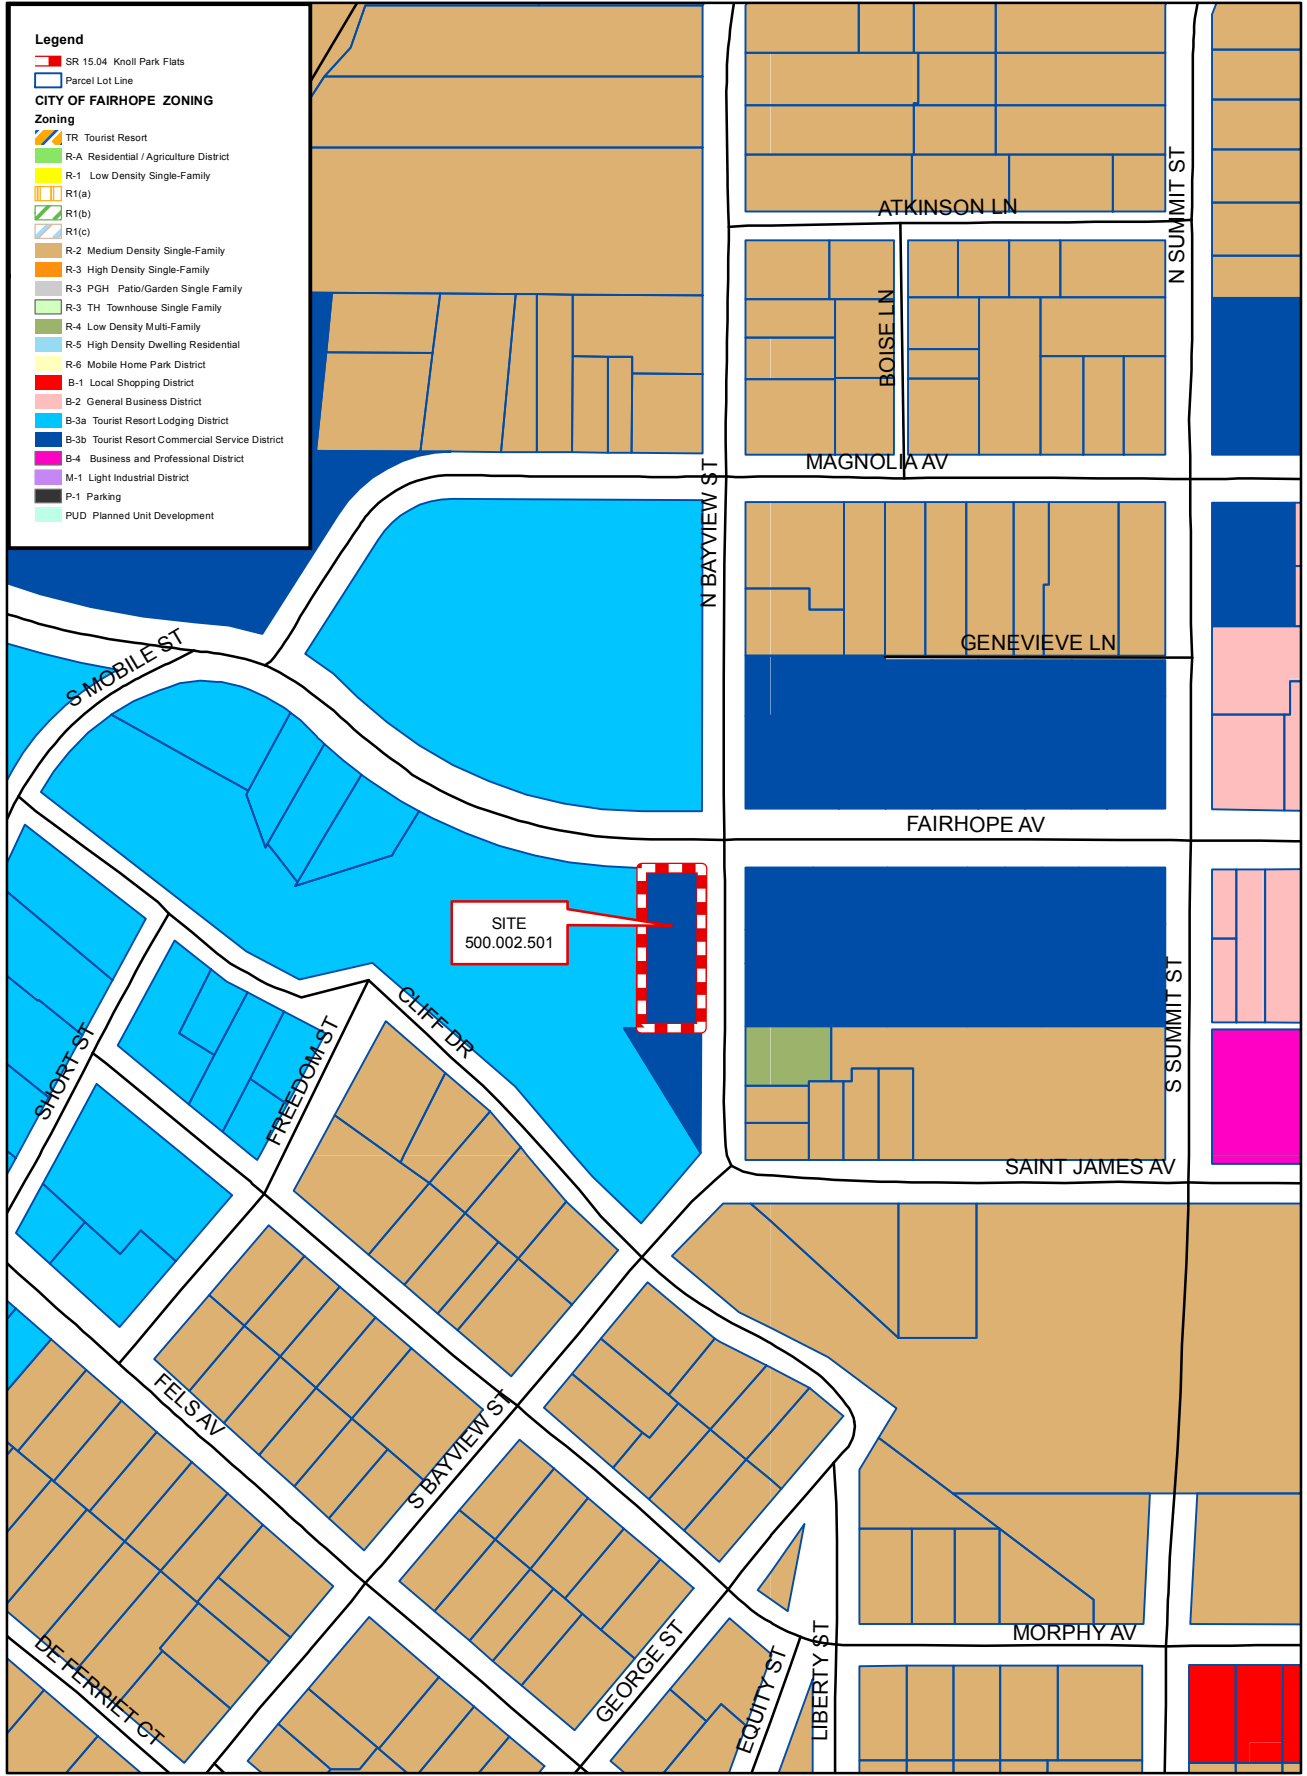 Legend
SR 15.04 Knoll Park Flats
Parcel Lot Line
CITY OF FAIRHOPE ZONING
Zoning
TR Tourist Resort
R-A Residential / Agriculture District
R-1 Low Density Single-Family
R1(a)
R1(b)
R1(c)
R-2 Medium Density Single-Family
R-3 High Density Single-Family
R-3 PGH Patio/Garden Single Family
R-3 TH Townhouse Single Family
R-4 Low Density Multi-Family
R-5 High Density Dwelling Residential
R-6 Mobile Home Park District
B-1 Local Shopping District
B-2 General Business District
B-3a Tourist Resort Lodging District
B-3b Tourist Resort Commercial Service District
B-4 Business and Professional District
M-1 Light Industrial District
P-1 Parking
PUD Planned Unit Development
ATKINSON LN
N SUMMIT ST
BOISE LN
MAGNOLIA AV
N BAYVIEW ST
GENEVIEVE LN
S MOBILE ST
FAIRHOPE AV
SITE
500.002.501
CLIFF DR
S SUMMIT ST
SHORT ST
FREEDOM ST
SAINT JAMES AV
FELS AV
S BAYVIEW ST
MORPHY AV
DE FERRIET CT
GEORGE ST
EQUITY ST
LIBERTY ST